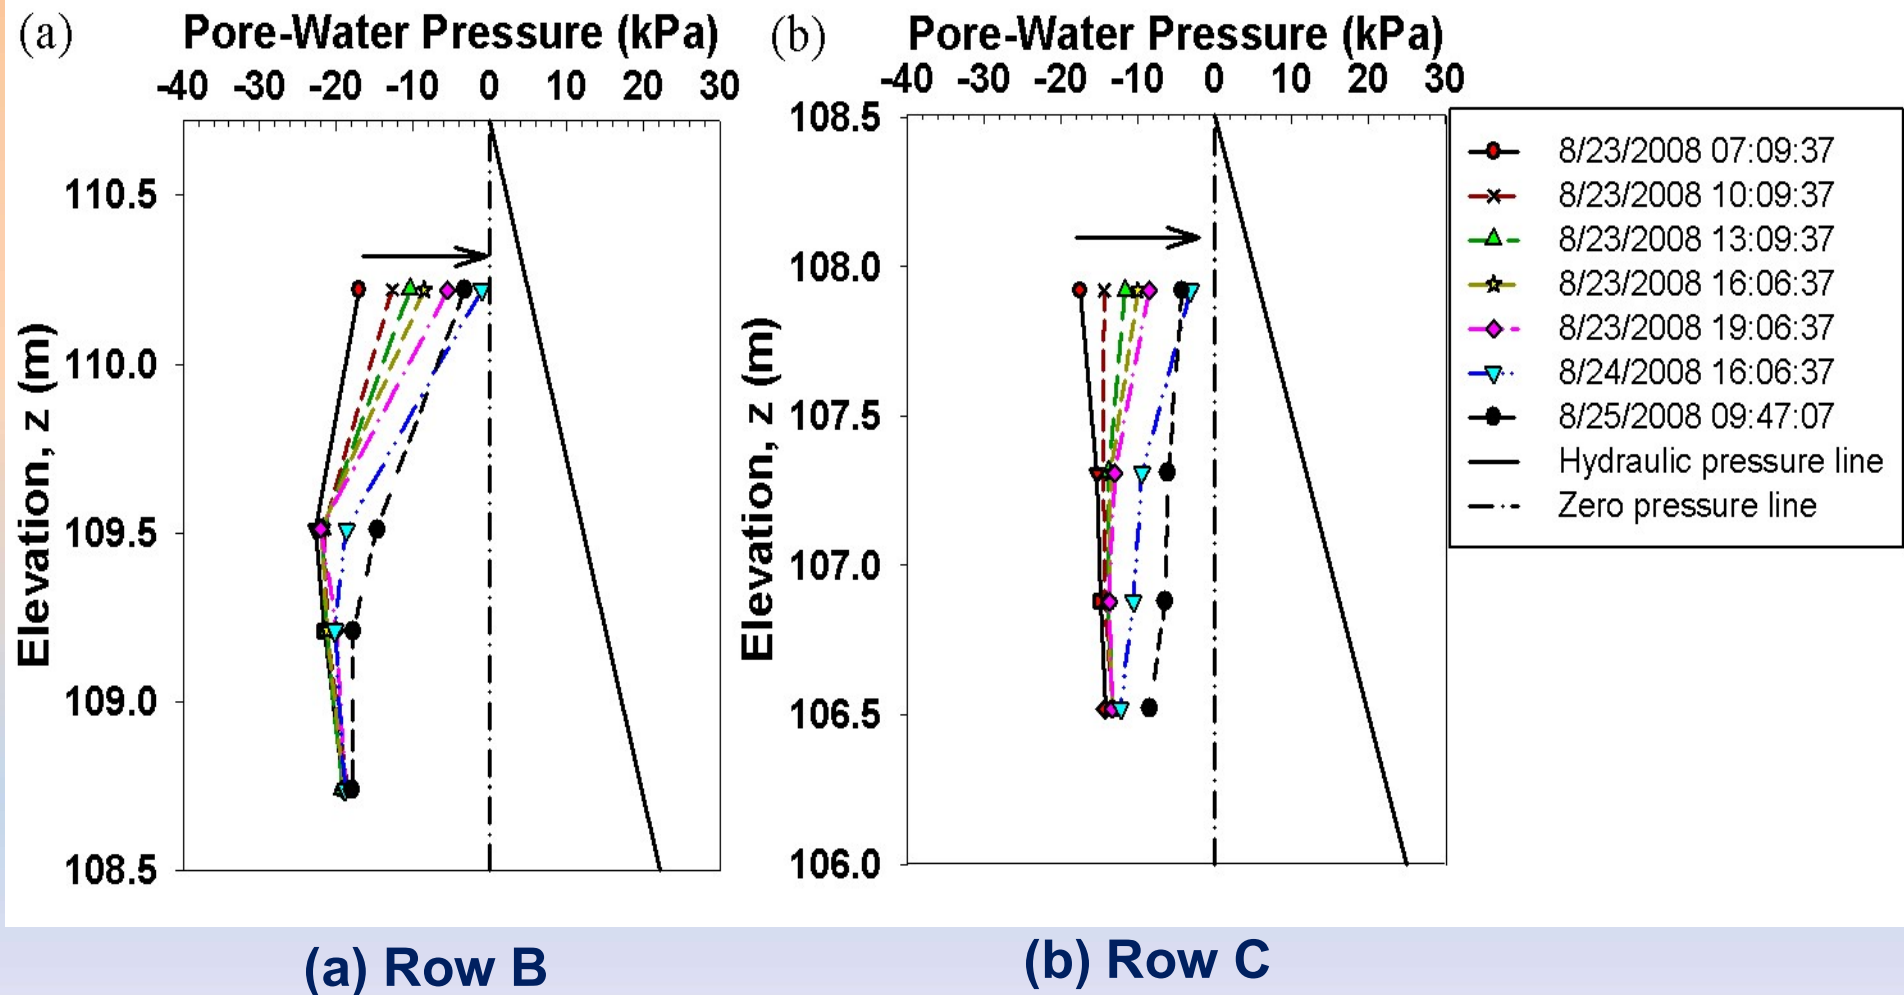 (a)
Pore-Water Pressure (kPa)
-40 -30 -20 -10 0 10 20 30
Elevation, z (m)
110.5
110.0
109.5
109.0
108.5
(b)
Pore-Water Pressure (kPa)
-40 -30 -20 -10 0 10 20 30
Elevation, z (m)
108.5
108.0
107.5
107.0
106.5
106.0
8/23/2008 07:09:37
8/23/2008 10:09:37
8/23/2008 13:09:37
8/23/2008 16:06:37
8/23/2008 19:06:37
8/24/2008 16:06:37
8/25/2008 09:47:07
Hydraulic pressure line
Zero pressure line
(a) Row B
(b) Row C